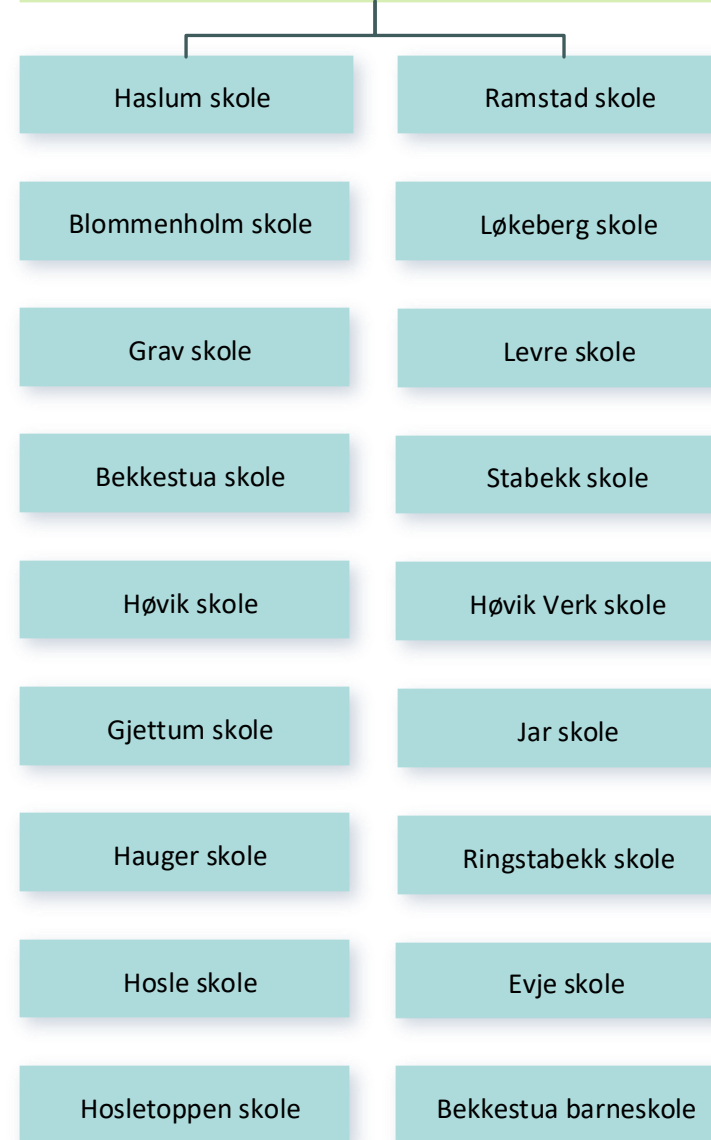 Haslum skole
Ramstad skole
Blommenholm skole
Løkeberg skole
Grav skole
Levre skole
Bekkestua skole
Stabekk skole
Høvik skole
Høvik Verk skole
Gjettum skole
Jar skole
Hauger skole
Ringstabekk skole
Hosle skole
Evje skole
Hosletoppen skole
Bekkestua barneskole